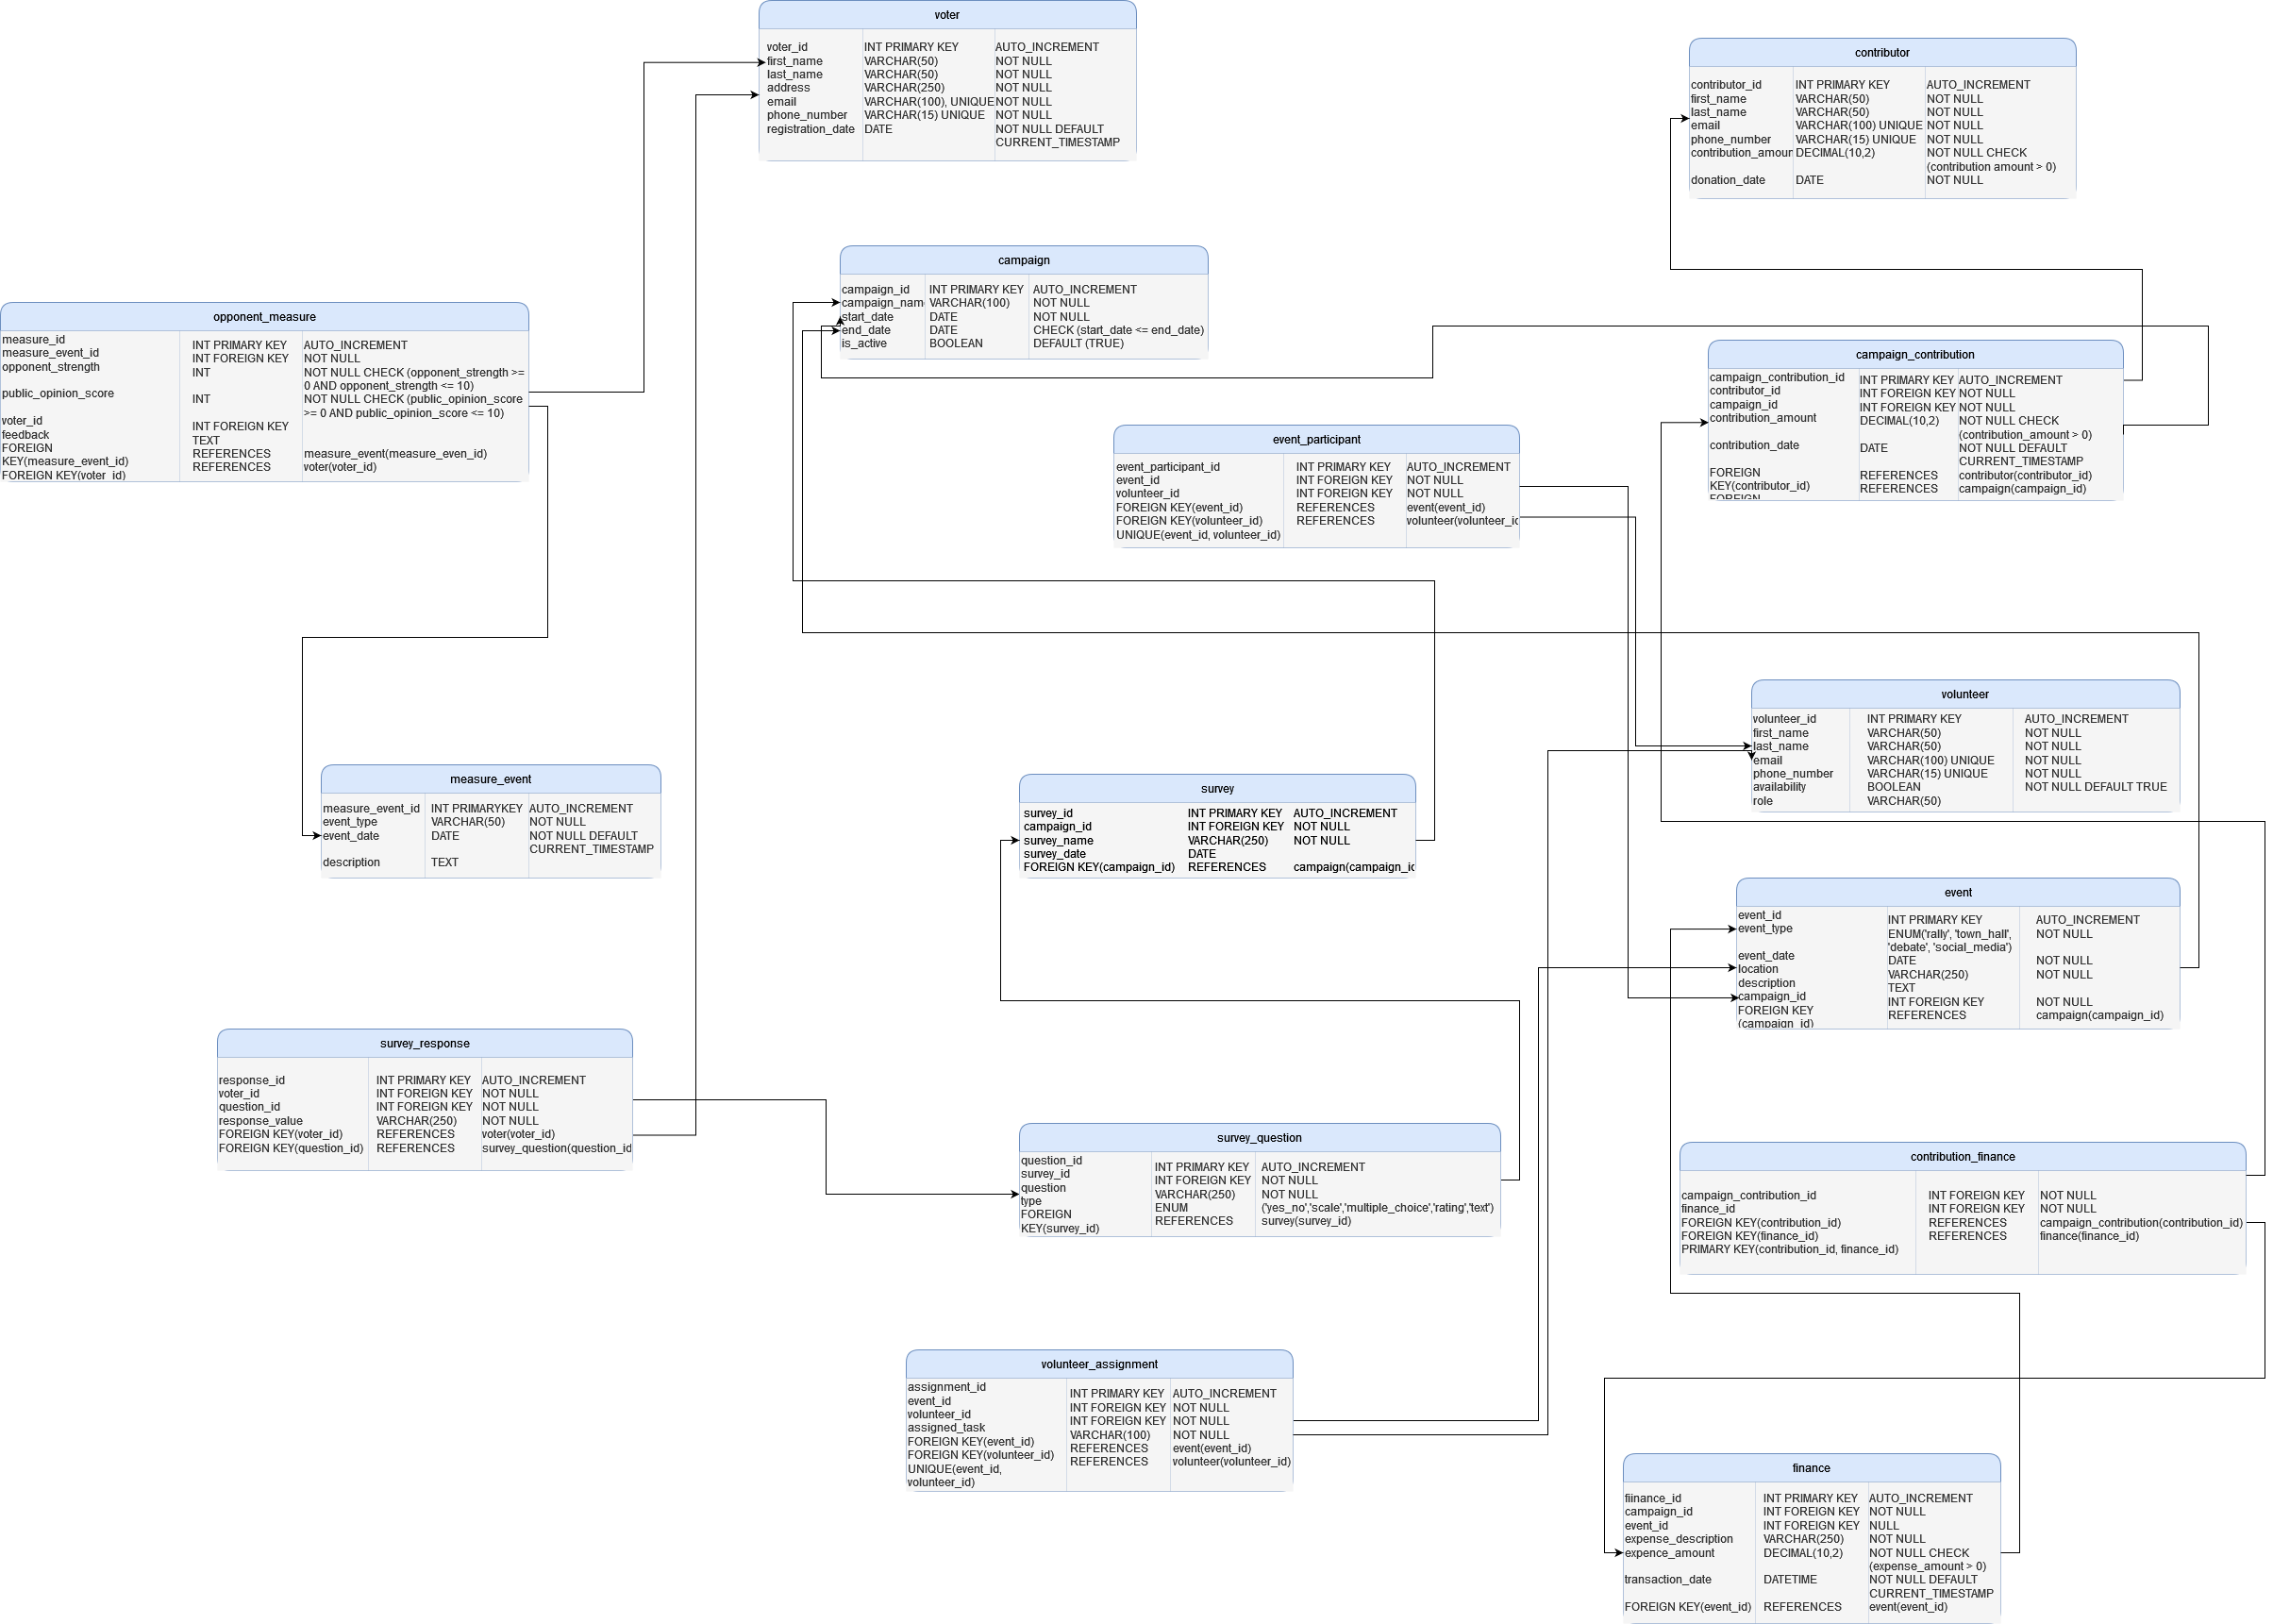 voter
voter_id INT PRIMARY KEY AUTO_INCREMENT
first_name VARCHAR(50) NOT NULL
last_name VARCHAR(50) NOT NULL
address VARCHAR(250) NOT NULL
email VARCHAR(100), UNIQUE NOT NULL
phone_number VARCHAR(15) UNIQUE NOT NULL
registration_date DATE NOT NULL DEFAULT
CURRENT_TIMESTAMP
contributor
contributor_id INT PRIMARY KEY AUTO_INCREMENT
first_name VARCHAR(50) NOT NULL
last_name VARCHAR(50) NOT NULL
email VARCHAR(100) UNIQUE NOT NULL
phone_number VARCHAR(15) UNIQUE NOT NULL
contribution_amoun DECIMAL(10,2) NOT NULL CHECK
(contribution amount > 0)
donation_date DATE NOT NULL
campaign
campaign_id INT PRIMARY KEY AUTO_INCREMENT
campaign_nam VARCHAR(100) NOT NULL
start_date DATE NOT NULL
end_date DATE CHECK (start_date <= end_date)
is_active BOOLEAN DEFAULT (TRUE)
opponent_measure
measure_id INT PRIMARY KEY AUTO_INCREMENT
measure_event_id INT FOREIGN KEY NOT NULL
opponent_strength INT NOT NULL CHECK (opponent_strength >=
0 AND opponent_strength <= 10)
public_opinion_score INT NOT NULL CHECK (public_opinion_score
>= 0 AND public_opinion_score <= 10)
voter_id INT FOREIGN KEY
feedback TEXT
FOREIGN REFERENCES measure_event(measure_even_id)
KEY(measure_event_id) REFERENCES voter(voter_id)
FOREIGN KEY(voter_id)
campaign_contribution
campaign_contribution_id INT PRIMARY KEY AUTO_INCREMENT
contributor_id INT FOREIGN KEY NOT NULL
campaign_id INT FOREIGN KEY NOT NULL
contribution_amount DECIMAL(10,2) NOT NULL CHECK
(contribution_amount > 0)
contribution_date DATE NOT NULL DEFAULT
CURRENT_TIMESTAMP
FOREIGN REFERENCES contributor(contributor_id)
KEY(contributor_id) REFERENCES campaign(campaign_id)
FOREIGN
event_participant
event_participant_id INT PRIMARY KEY AUTO_INCREMENT
event_id INT FOREIGN KEY NOT NULL
volunteer_id INT FOREIGN KEY NOT NULL
FOREIGN KEY(event_id) REFERENCES event(event_id)
FOREIGN KEY(volunteer_id) REFERENCES volunteer(volunteer_id
UNIQUE(event_id, volunteer_id)
volunteer
volunteer_id INT PRIMARY KEY AUTO_INCREMENT
first_name VARCHAR(50) NOT NULL
last_name VARCHAR(50) NOT NULL
email VARCHAR(100) UNIQUE NOT NULL
phone_number VARCHAR(15) UNIQUE NOT NULL
availability BOOLEAN NOT NULL DEFAULT TRUE
role VARCHAR(50)
measure_event
measure_event_id INT PRIMARYKEY AUTO_INCREMENT
event_type VARCHAR(50) NOT NULL
event_date DATE NOT NULL DEFAULT
CURRENT_TIMESTAMP
description TEXT
survey
survey_id INT PRIMARY KEY AUTO_INCREMENT
campaign_id INT FOREIGN KEY NOT NULL
survey_name VARCHAR(250) NOT NULL
survey_date DATE
FOREIGN KEY(campaign_id) REFERENCES campaign(campaign_id
event
event_id INT PRIMARY KEY AUTO_INCREMENT
event_type ENUM('rally', 'town_hall', NOT NULL
'debate', 'social_media')
event_date DATE NOT NULL
location VARCHAR(250) NOT NULL
description TEXT
campaign_id INT FOREIGN KEY NOT NULL
FOREIGN REFERENCES campaign(campaign_id)
KEY
(campaign_id)
survey_response
response_id INT PRIMARY KEY AUTO_INCREMENT
voter_id INT FOREIGN KEY NOT NULL
question_id INT FOREIGN KEY NOT NULL
response_value VARCHAR(250) NOT NULL
FOREIGN KEY(voter_id) REFERENCES voter(voter_id)
FOREIGN KEY(question_id) REFERENCES survey_question(question_id
survey_question
question_id INT PRIMARY KEY AUTO_INCREMENT
survey_id INT FOREIGN KEY NOT NULL
question VARCHAR(250) NOT NULL
type ENUM ('yes_no','scale','multiple_choice','rating','text')
FOREIGN REFERENCES survey(survey_id)
KEY(survey_id)
contribution_finance
campaign_contribution_id INT FOREIGN KEY NOT NULL
finance_id INT FOREIGN KEY NOT NULL
FOREIGN KEY(contribution_id) REFERENCES campaign_contribution(contribution_id)
FOREIGN KEY(finance_id) REFERENCES finance(finance_id)
PRIMARY KEY(contribution_id, finance_id)
volunteer_assignment
assignment_id INT PRIMARY KEY AUTO_INCREMENT
event_id INT FOREIGN KEY NOT NULL
volunteer_id INT FOREIGN KEY NOT NULL
assigned_task VARCHAR(100) NOT NULL
FOREIGN KEY(event_id) REFERENCES event(event_id)
FOREIGN KEY(volunteer_id) REFERENCES volunteer(volunteer_id)
UNIQUE(event_id,
volunteer_id)
finance
fiinance_id INT PRIMARY KEY AUTO_INCREMENT
campaign_id INT FOREIGN KEY NOT NULL
event_id INT FOREIGN KEY NULL
expense_description VARCHAR(250) NOT NULL
expence_amount DECIMAL(10,2) NOT NULL CHECK
(expense_amount > 0)
transaction_date DATETIME NOT NULL DEFAULT
CURRENT_TIMESTAMP
FOREIGN KEY(event_id) REFERENCES event(event_id)